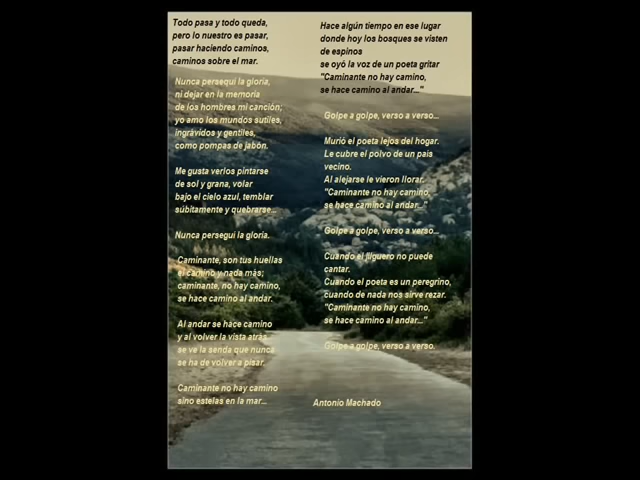 Todo pasa y todo queda,
pero lo nuestro es pasar,
pasar haciendo caminos,
caminos sobre el mar.
Nunca perseguí la gloria,
ni dejar en la memoria
de los hombres mi canción;
yo amo los mundos sutiles,
ingrávidos y gentiles,
como pompas de jabón.
Me gusta verlos pintarse
de sol y grana, volar
bajo el cielo azul, temblar
súbitamente y quebrarse...
Nunca perseguí la gloria.
Caminante, son tus huellas
el camino y nada más;
caminante, no hay camino,
se hace camino al andar.
Al andar se hace camino
y al volver la vista atrás
se ve la senda que nunca
se ha de volver a pisar.
Caminante no hay camino
sino estelas en la mar...
Hace algún tiempo en ese lugar
donde hoy los bosques se visten
de espinos
se oyó la voz de un poeta gritar
"Caminante no hay camino,
se hace camino al andar..."
Golpe a golpe, verso a verso...
Murió el poeta lejos del hogar.
Le cubre el polvo de un país
vecino.
Al alejarse le vieron llorar.
"Caminante no hay camino,
se hace camino al andar..."
Golpe a golpe, verso a verso...
Cuando el jilguero no puede
cantar.
Cuando el poeta es un peregrino,
cuando de nada nos sirve rezar.
"Caminante no hay camino,
se hace camino al andar..."
Golpe a golpe, verso a verso.
Antonio Machado